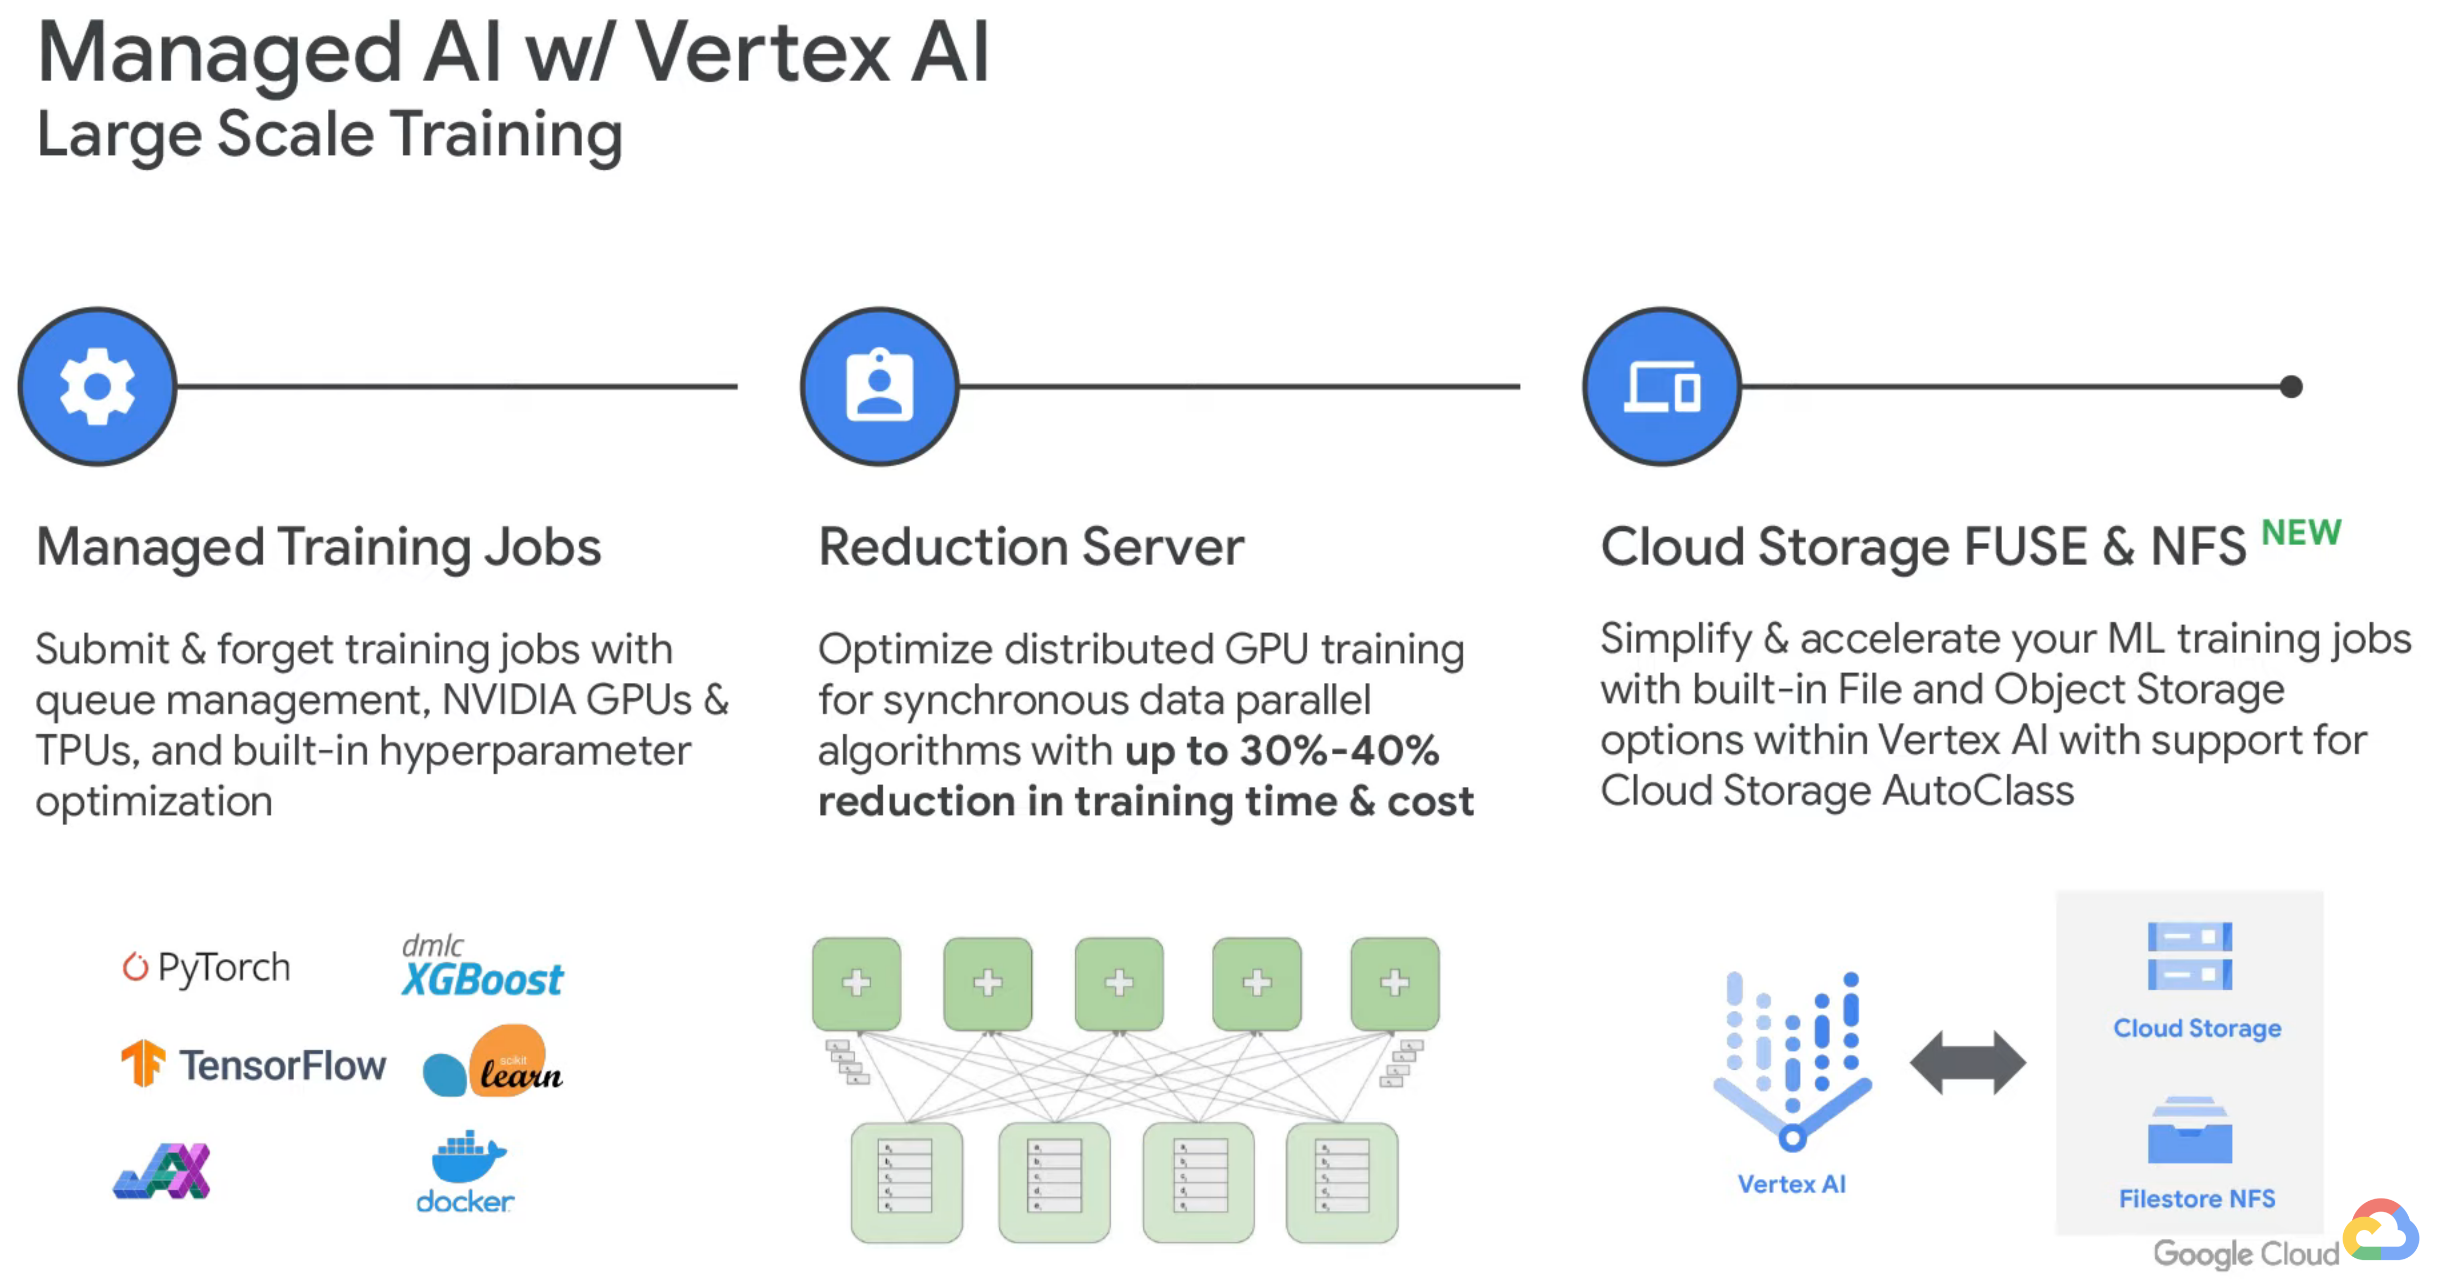 Managed AI w/ Vertex AI
Large Scale Training
Managed Training Jobs
Submit & forget training jobs with
queue management, NVIDIA GPUs &
TPUs, and built-in hyperparameter
optimization
PyTorch
dmlc
XGBoost
TensorFlow
scikit
learn
JAX
docker
Reduction Server
Optimize distributed GPU training
for synchronous data parallel
algorithms with up to 30%-40%
reduction in training time & cost
Cloud Storage FUSE & NFS NEW
Simplify & accelerate your ML training jobs
with built-in File and Object Storage
options within Vertex AI with support for
Cloud Storage AutoClass
Vertex AI
Cloud Storage
Filestore NFS
Google Cloud